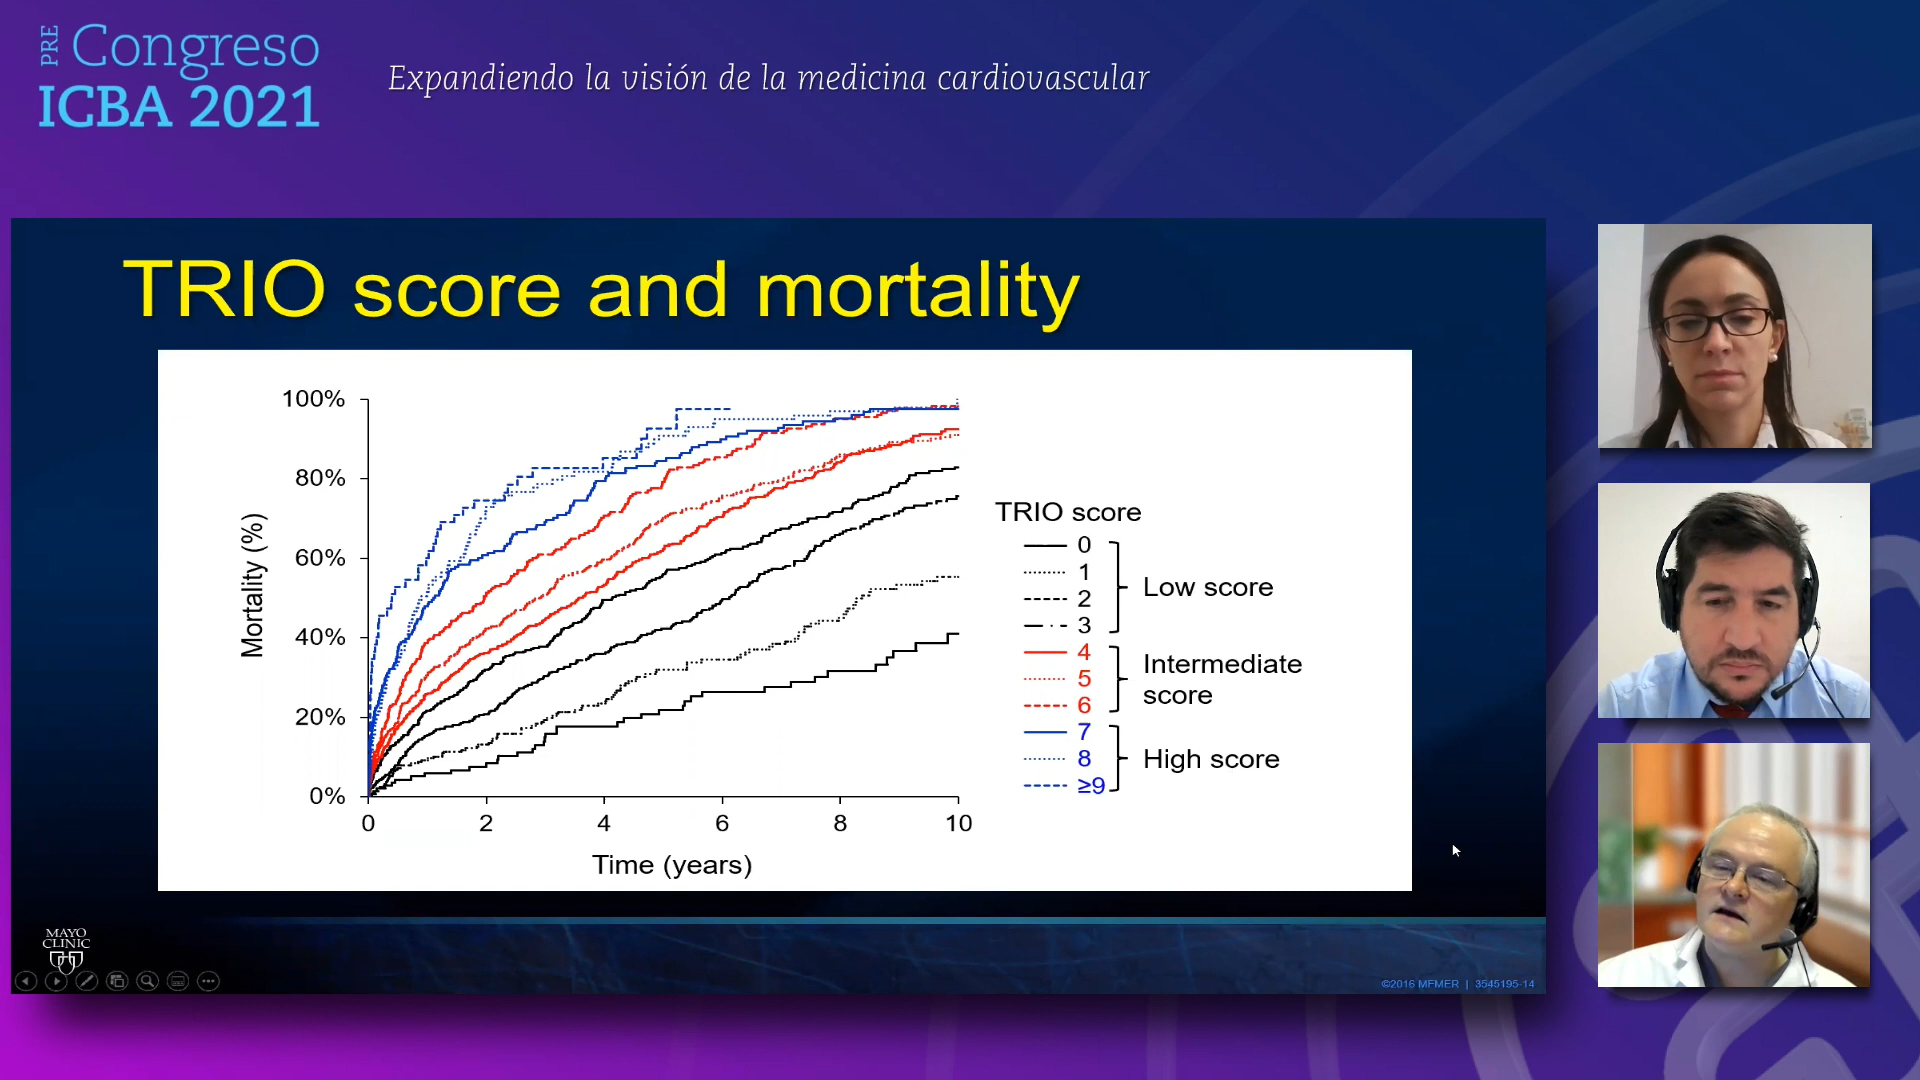 PRE
Congreso
ICBA 2021
Expandiendo la visión de la medicina cardiovascular
TRIO score and mortality
100%
80%
60%
40%
20%
0%
Mortality (%)
0 2 4 6 8 10
Time (years)
TRIO score
0
1
2
3
Low score
4
5
6
Intermediate
score
7
8
≥9
High score
MAYO
CLINIC
©2016 MFMER | 3545195-14